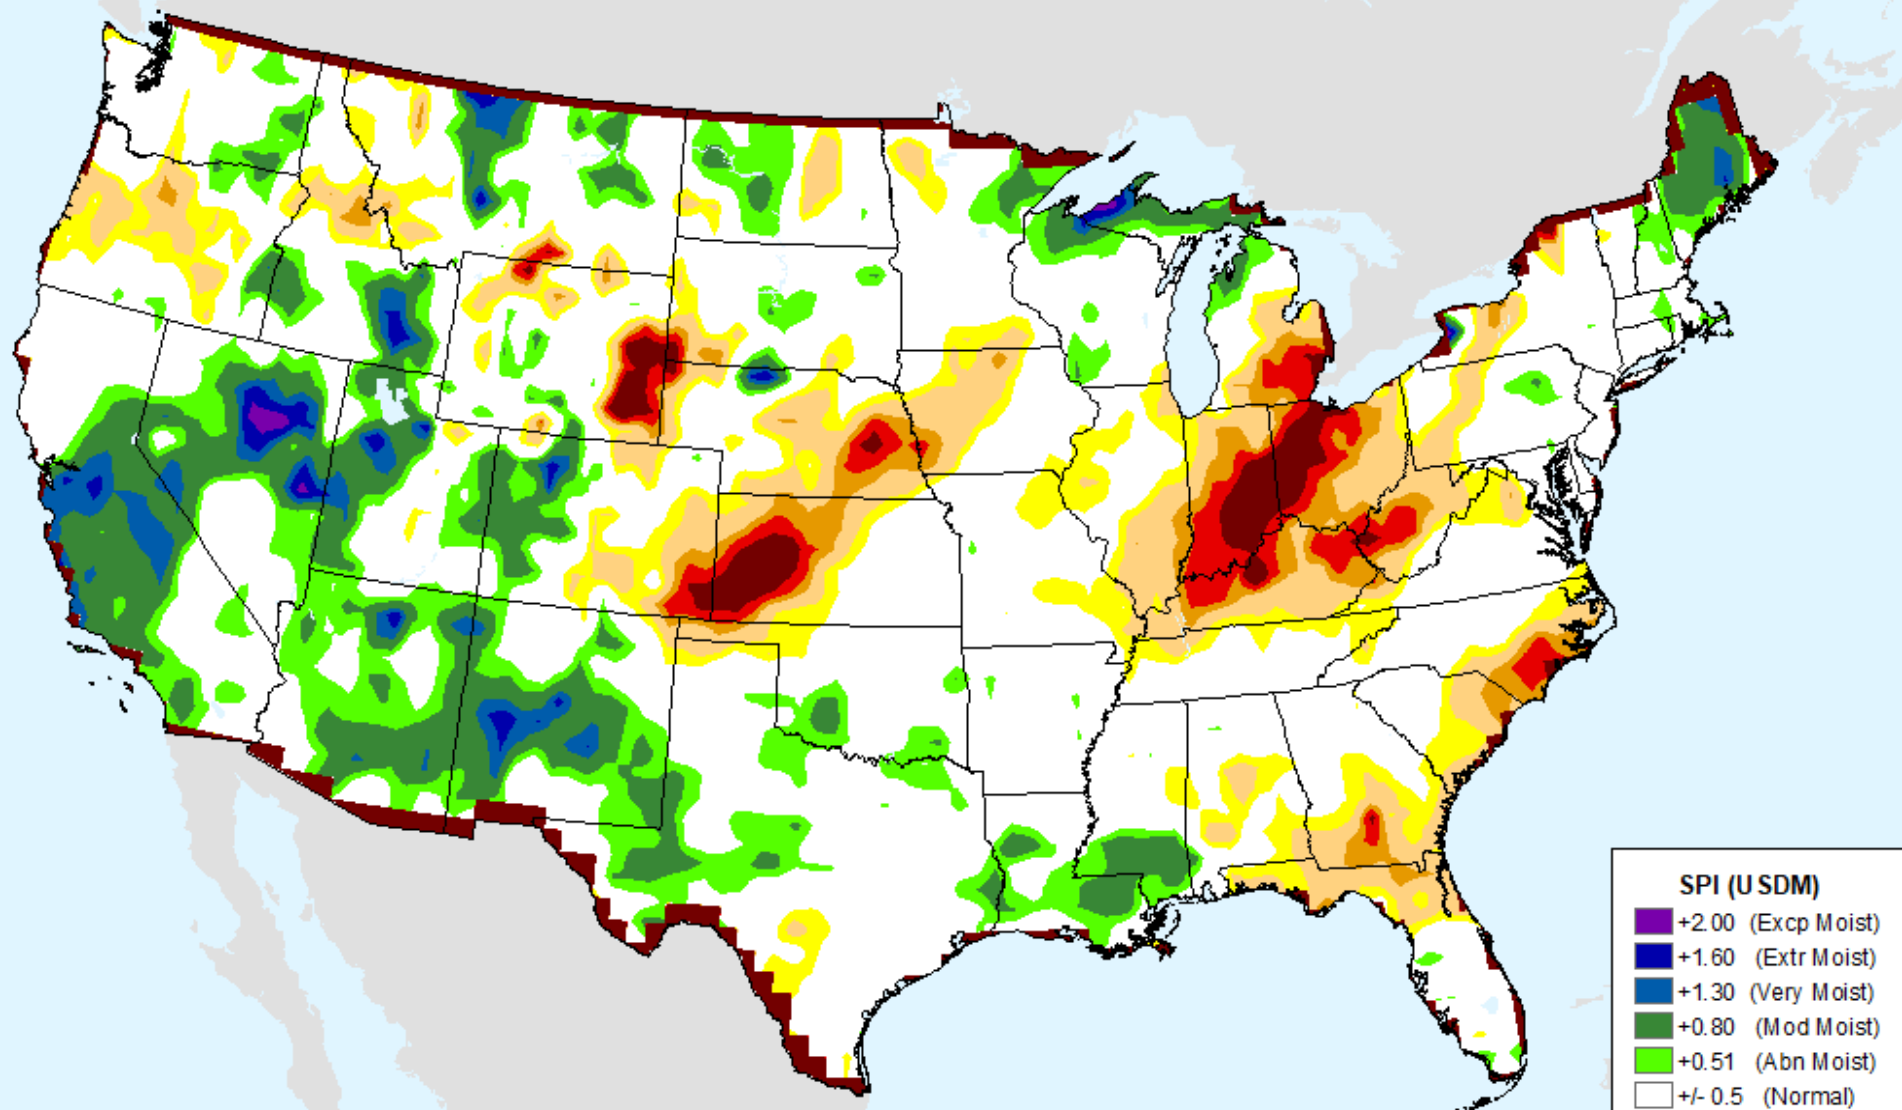 SPI (USDM)
+2.00 (Excp Moist)
+1.60 (Extr Moist)
+1.30 (Very Moist)
+0.80 (Mod Moist)
+0.51 (Abn Moist)
+/- 0.5 (Normal)